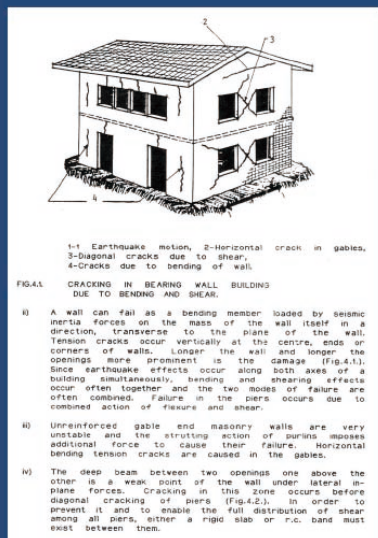 2
3
4
1-1 Earthquake motion, 2-Horizontal crack in gables,
3-Diagonal cracks due to shear,
4-Cracks due to bending of wall.
FIG.4.1. CRACKING IN BEARING WALL BUILDING
DUE TO BENDING AND SHEAR.
ii) A wall can fail as a bending member loaded by seismic
inertia forces on the mass of the wall itself in a
direction, transverse to the plane of the wall.
Tension cracks occur vertically at the centre, ends or
corners of walls. Longer the wall and longer the
openings more prominent is the damage (Fig.4.1.).
Since earthquake effects occur along both axes of a
building simultaneously, bending and shearing effects
occur often together and the two modes of failure are
often combined. Failure in the piers occurs due to
combined action of flexure and shear.
iii) Unreinforced gable end masonry walls are very
unstable and the strutting action of purlins imposes
additional force to cause their failure. Horizontal
bending tension cracks are caused in the gables.
iv) The deep beam between two openings one above the
other is a weak point of the wall under lateral in-
plane forces. Cracking in this zone occurs before
diagonal cracking of piers (Fig.4.2.). In order to
prevent it and to enable the full distribution of shear
among all piers, either a rigid slab or r.c. band must
exist between them.